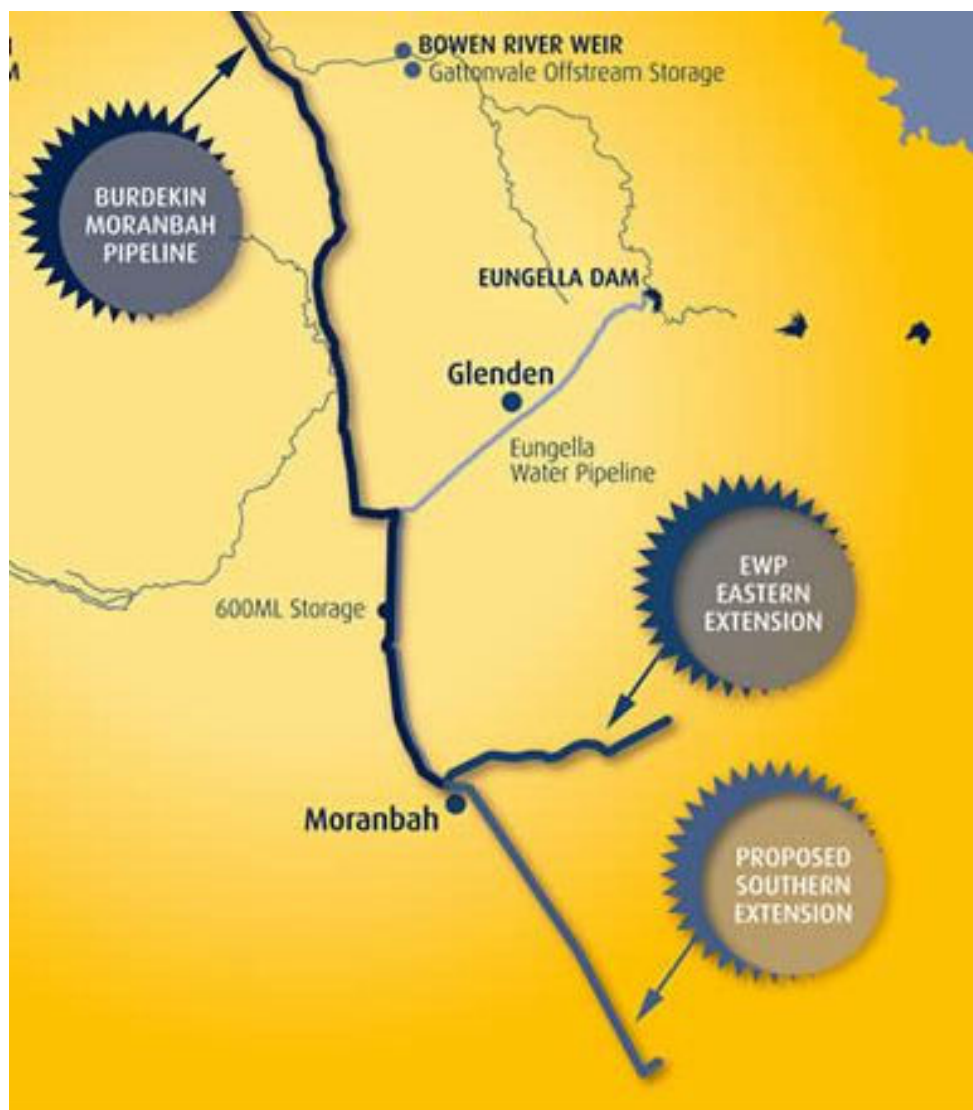 BOWEN RIVER WEIR
Gattonvale Offstream Storage
BURDEKIN
MORANBAH
PIPELINE
EUNGELLA DAM
Glenden
Eungella
Water Pipeline
EWP
EASTERN
EXTENSION
600ML Storage
Moranbah
PROPOSED
SOUTHERN
EXTENSION